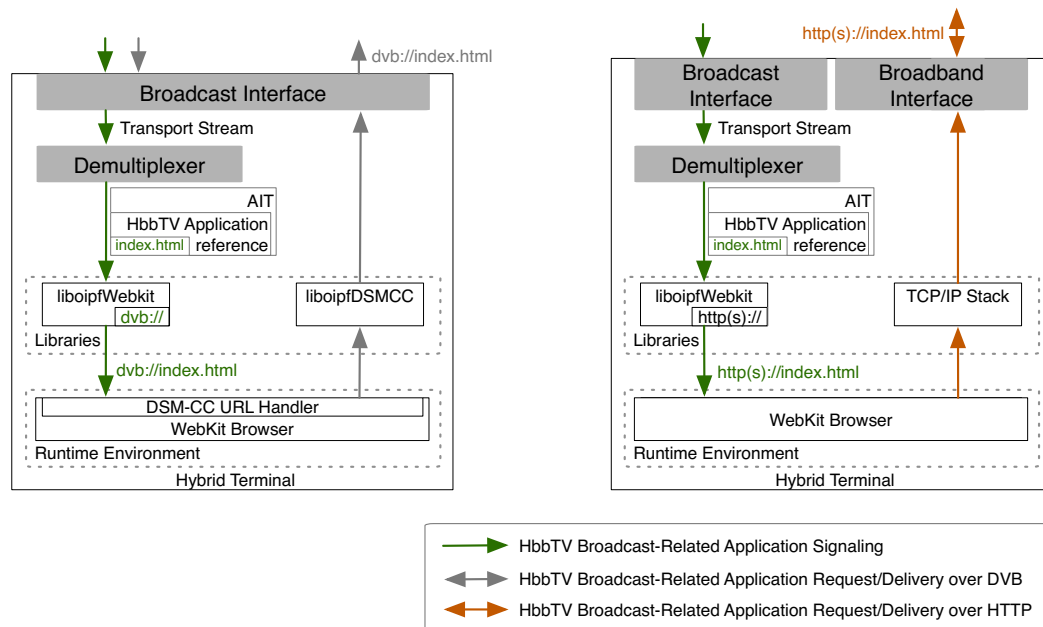 dvb://index.html
Broadcast Interface
Transport Stream
Demultiplexer
AIT
HbbTV Application
index.html reference
liboipfWebkit
dvb://
liboipfDSMCC
Libraries
dvb://index.html
DSM-CC URL Handler
WebKit Browser
Runtime Environment
Hybrid Terminal
http(s)://index.html
Broadcast
Interface
Broadband
Interface
Transport Stream
Demultiplexer
AIT
HbbTV Application
index.html reference
liboipfWebkit
http(s)://
TCP/IP Stack
Libraries
http(s)://index.html
WebKit Browser
Runtime Environment
Hybrid Terminal
HbbTV Broadcast-Related Application Signaling
HbbTV Broadcast-Related Application Request/Delivery over DVB
HbbTV Broadcast-Related Application Request/Delivery over HTTP